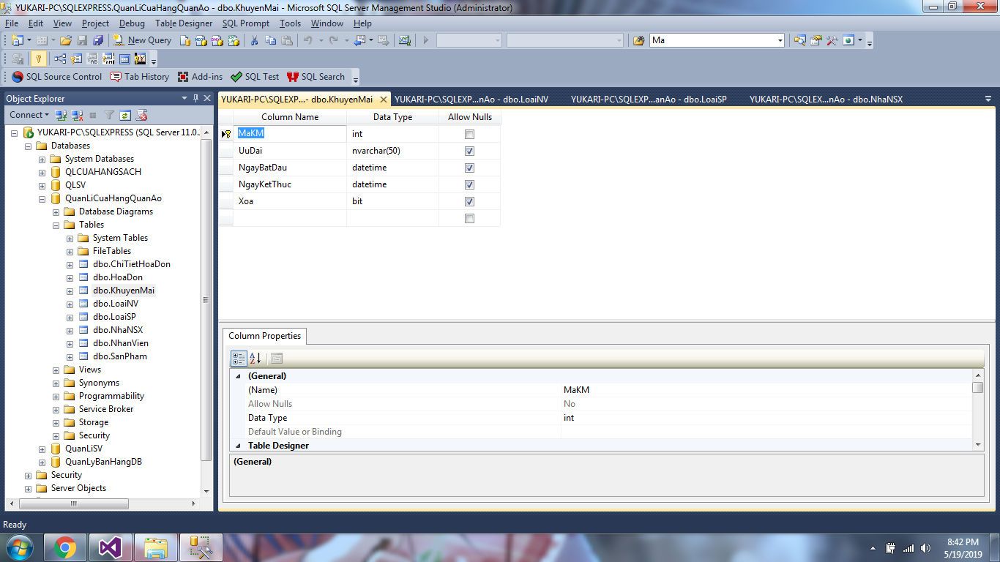 YUKARI-PC\SQLEXPRESS.QuanLiCuaHangQuanAo - dbo.KhuyenMai - Microsoft SQL Server Management Studio (Administrator)
File Edit View Project Debug Table Designer SQL Prompt Tools Window Help
New Query Ma
SQL Source Control Tab History Add-ins SQL Test SQL Search
Object Explorer
Connect
YUKARI-PC\SQLEXPRESS (SQL Server 11.0..
Databases
System Databases
QLCUAHANGSACH
QLSV
QuanLiCuaHangQuanAo
Database Diagrams
Tables
System Tables
FileTables
dbo.ChiTietHoaDon
dbo.HoaDon
dbo.KhuyenMai
dbo.LoaiNV
dbo.LoaiSP
dbo.NhaNSX
dbo.NhanVien
dbo.SanPham
Views
Synonyms
Programmability
Service Broker
Storage
Security
QuanLiSV
QuanLyBanHangDB
Security
Server Objects
YUKARI-PC\SQLEXP...- dbo.KhuyenMai YUKARI-PC\SQLEXP...nAo - dbo.LoaiNV YUKARI-PC\SQLEXP...anAo - dbo.LoaiSP YUKARI-PC\SQLEX...nAo - dbo.NhaNSX
Column Name Data Type Allow Nulls
MaKM int
UuDai nvarchar(50)
NgayBatDau datetime
NgayKetThuc datetime
Xoa bit
Column Properties
(General)
(Name) MaKM
Allow Nulls No
Data Type int
Default Value or Binding
Table Designer
(General)
Ready
8:42 PM
5/19/2019